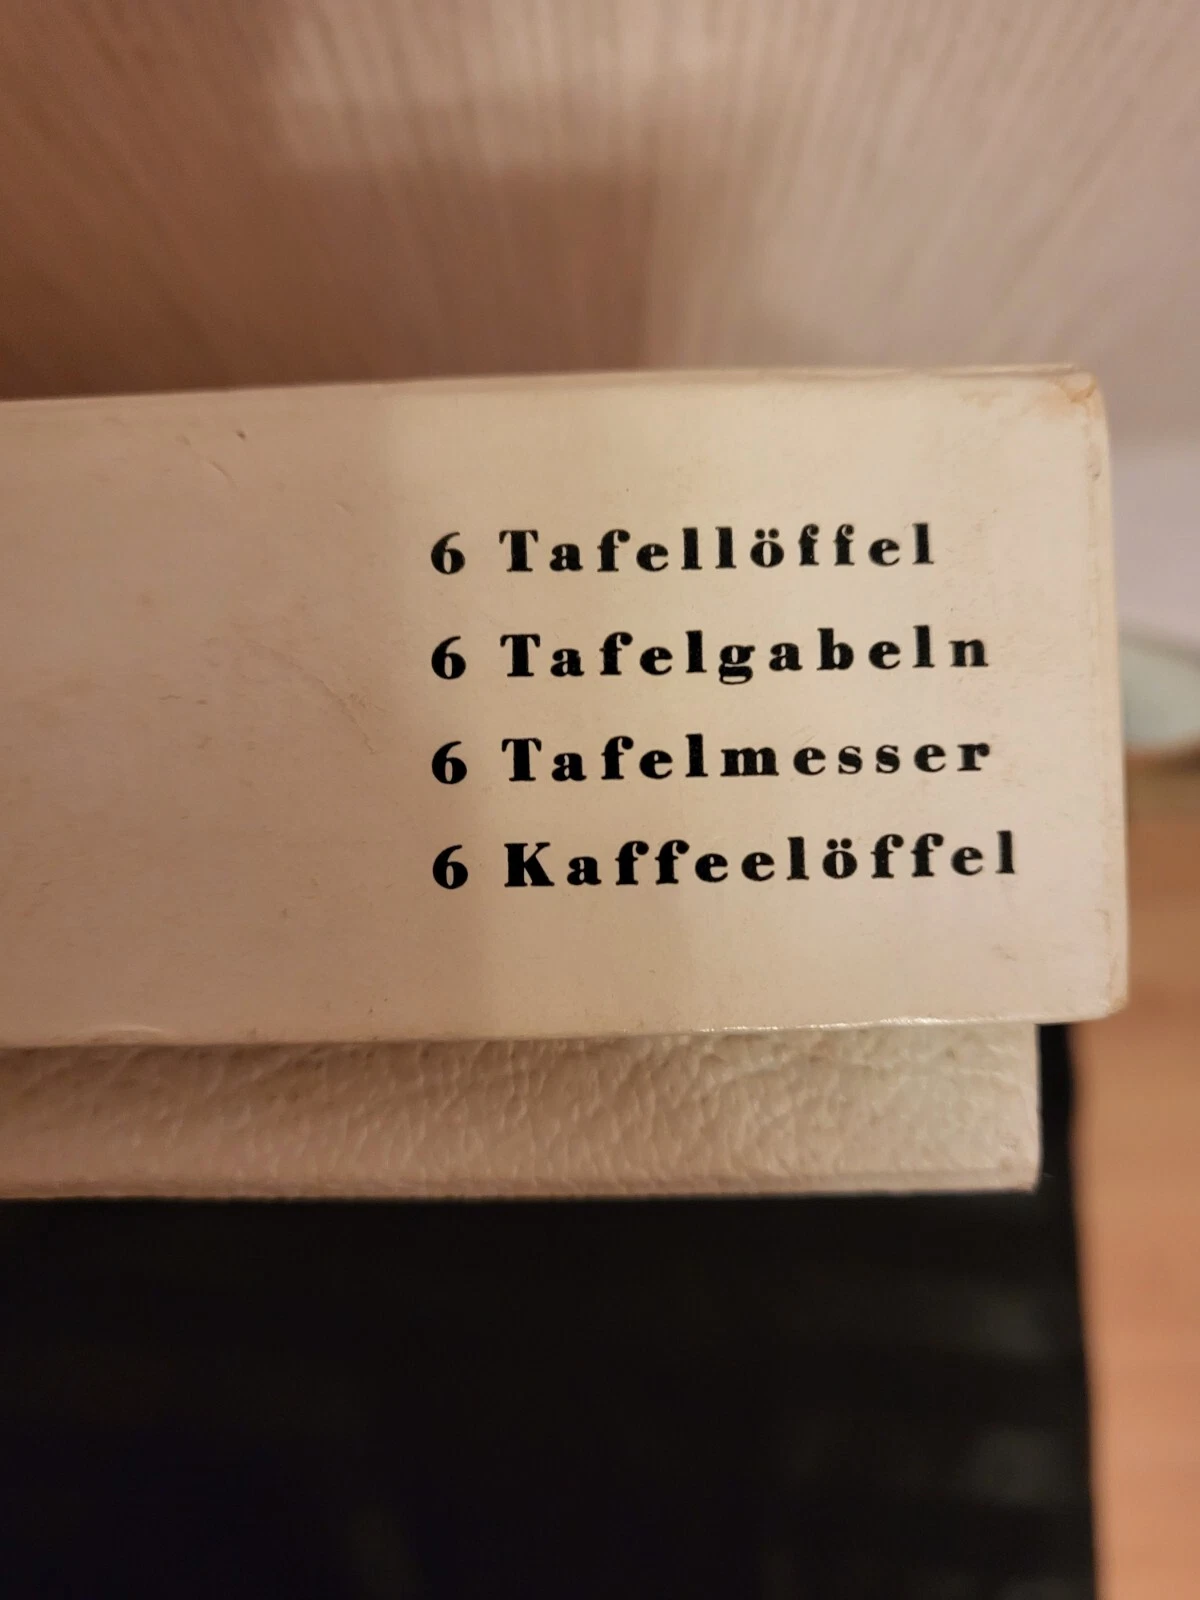 6 Tafellöffel
6 Tafelgabeln
6 Tafelmesser
6 Kaffeelöffel